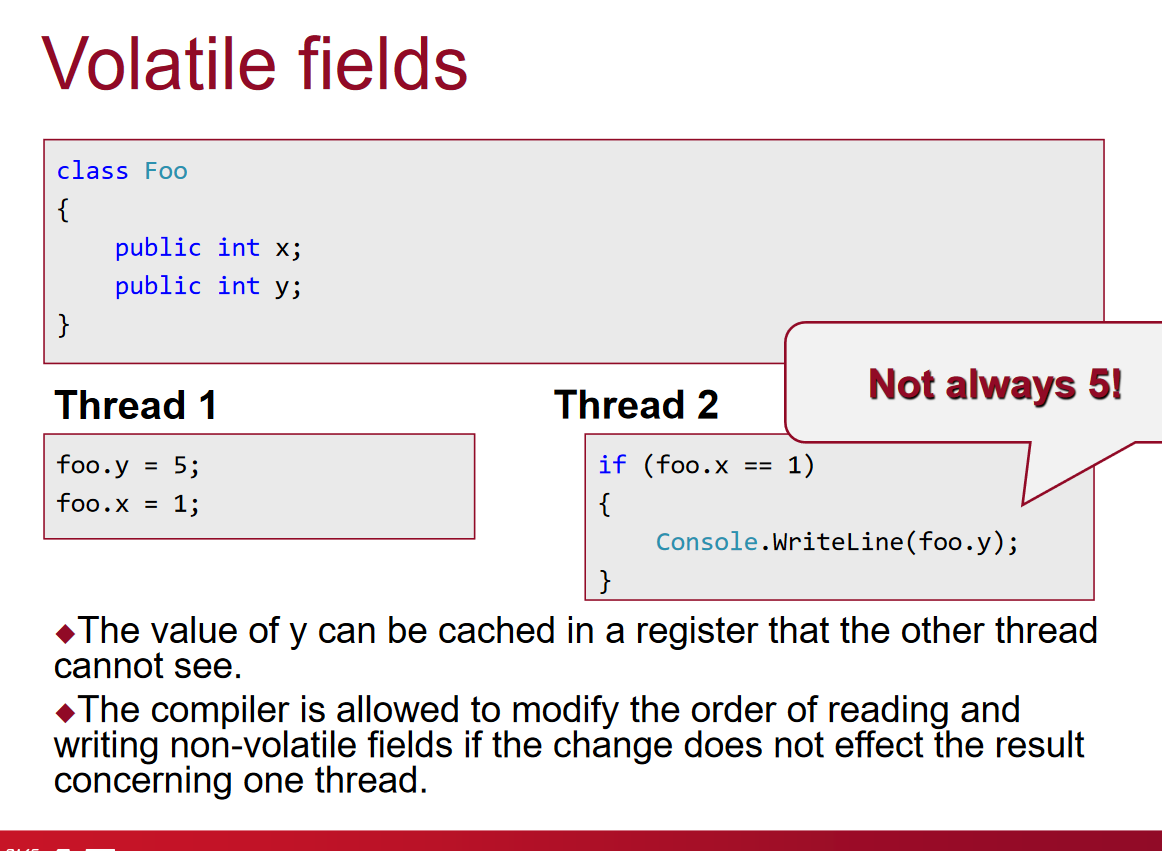 Volatile fields
class Foo
{
public int x;
public int y;
}
Not always 5!
Thread 1
Thread 2
foo.y = 5;
foo.x = 1;
if (foo.x == 1)
{
Console.WriteLine(foo.y);
}
◆The value of y can be cached in a register that the other thread
cannot see.
◆The compiler is allowed to modify the order of reading and
writing non-volatile fields if the change does not effect the result
concerning one thread.